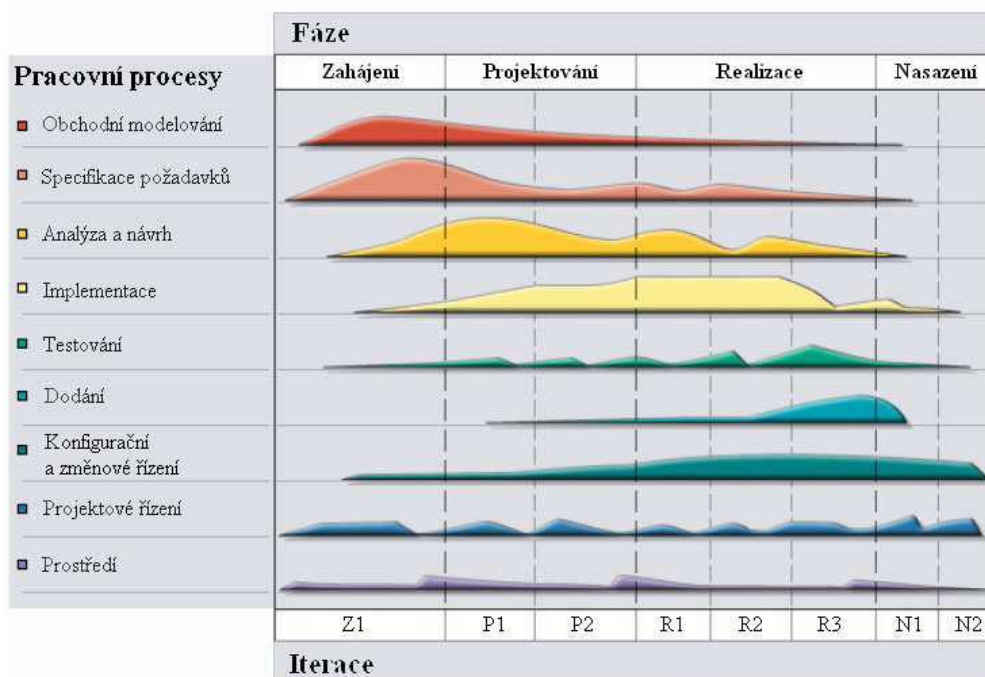 Fáze
Pracovní procesy
Zahájení
Projektování
Realizace
Nasazení
Obchodní modelování
Specifikace požadavků
Analýza a návrh
Implementace
Testování
Dodání
Konfigurační
a změnové řízení
Projektové řízení
Prostředí
Z1
P1
P2
R1
R2
R3
N1
N2
Iterace